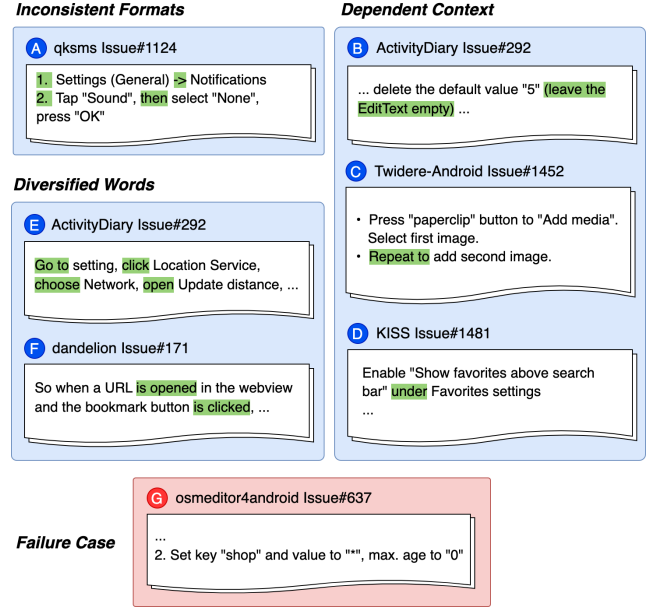 Inconsistent Formats
A qksms Issue#1124
1. Settings (General) -> Notifications
2. Tap "Sound", then select "None",
press "OK"
Diversified Words
E ActivityDiary Issue#292
Go to setting, click Location Service,
choose Network, open Update distance, ...
F dandelion Issue#171
So when a URL is opened in the webview
and the bookmark button is clicked, ...
Dependent Context
B ActivityDiary Issue#292
... delete the default value "5" (leave the
EditText empty) ...
C Twidere-Android Issue#1452
• Press "paperclip" button to "Add media".
Select first image.
• Repeat to add second image.
D KISS Issue#1481
Enable "Show favorites above search
bar" under Favorites settings
...
Failure Case
G osmeditor4android Issue#637
...
2. Set key "shop" and value to "*", max. age to "0"